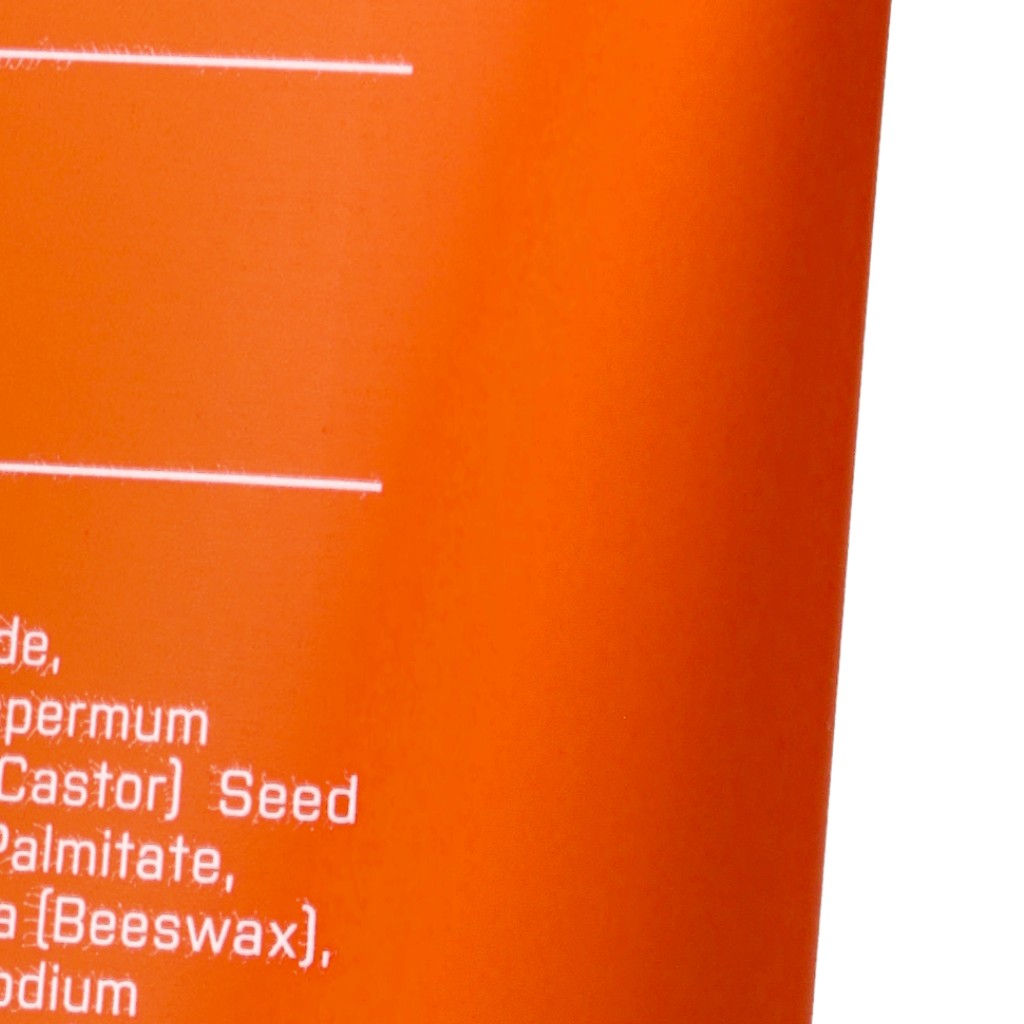 de,
permum
(Castor) Seed
Palmitate,
a (Beeswax),
odium